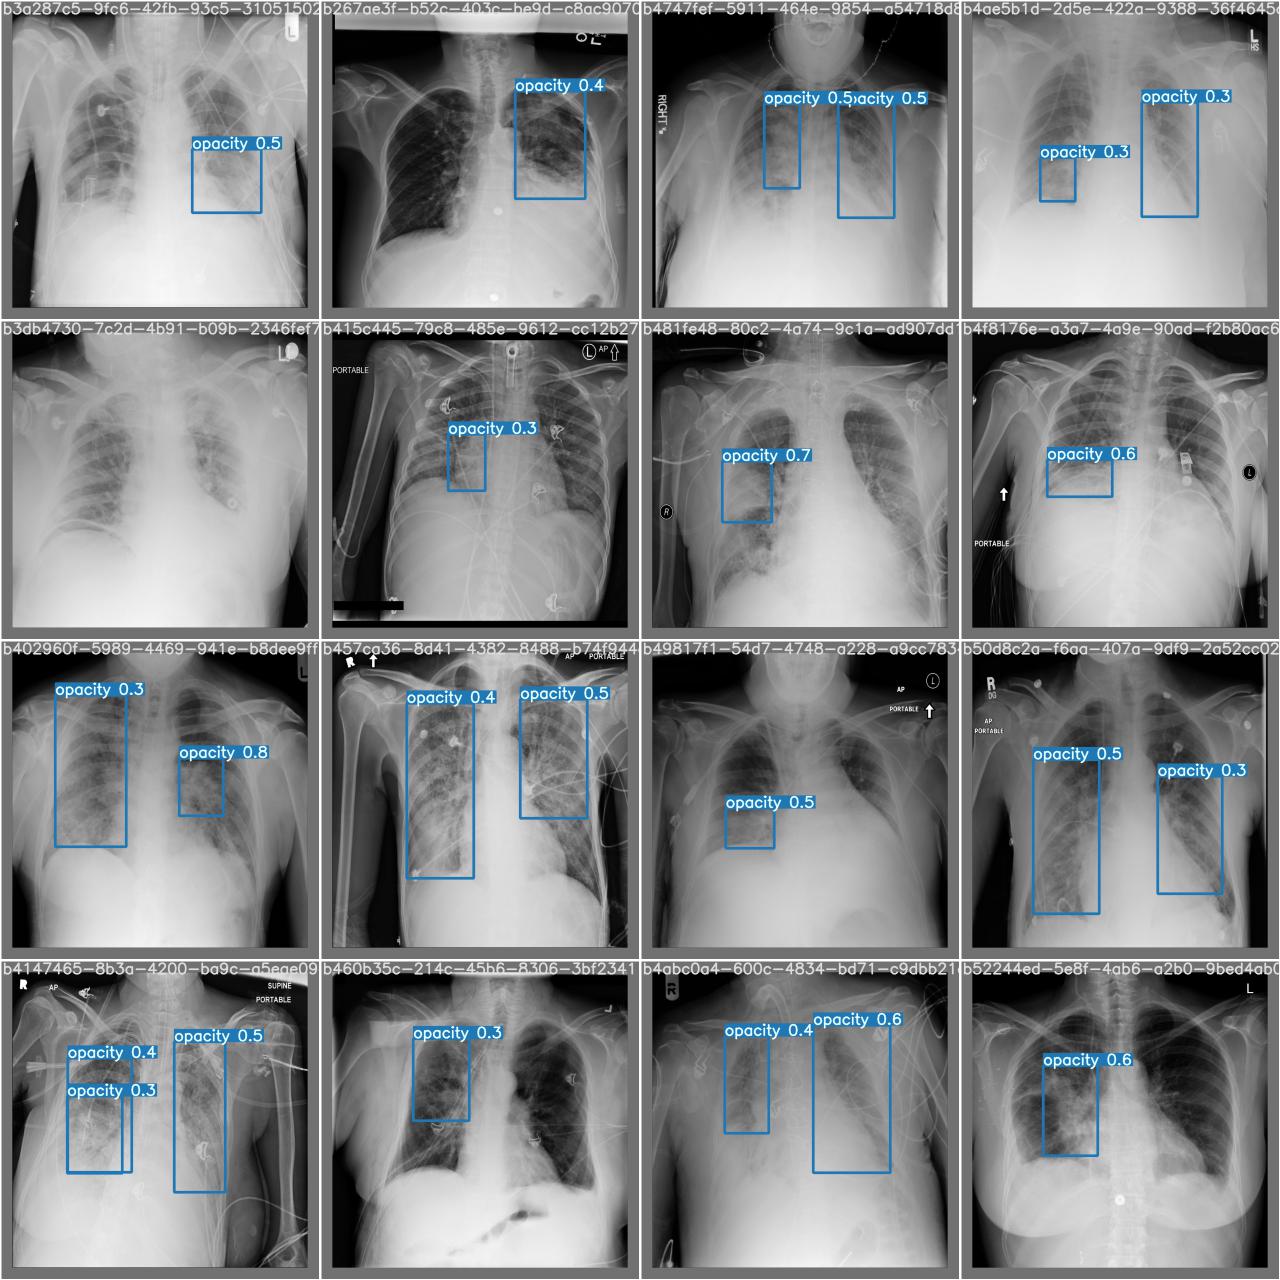 b3a287c5-9fc6-42fb-93c5-31051502
L
opacity 0.5
b267ae3f-b52c-403c-be9d-c8ac9070
L
opacity 0.4
b4747fef-5911-464e-9854-a54718d8
RIGHT
opacity 0.5
opacity 0.5
b4ae5b1d-2d5e-422a-9388-36f4645
L
HS
opacity 0.3
opacity 0.3
b3db4730-7c2d-4b91-b09b-2346fef7
L
b415c445-79c8-485e-9612-cc12b27
L AP
PORTABLE
opacity 0.3
b481fe48-80c2-4a74-9c1a-ad907dd1
R
opacity 0.7
b4f8176e-a3a7-4a9e-90ad-f2b80ac6
opacity 0.6
L
PORTABLE
b402960f-5989-4469-941e-b8dee9ff
L
opacity 0.3
opacity 0.8
b457ca36-8d41-4382-8488-b74f944
R AP PORTABLE
opacity 0.4
opacity 0.5
b49817f1-54d7-4748-a228-a9cc783
L
AP
PORTABLE
opacity 0.5
b50d8c2a-f6aa-407a-9df9-2a52cc02
R
DG
AP
PORTABLE
opacity 0.5
opacity 0.3
b4147465-8b3a-4200-ba9c-a5eae09
R AP SUPINE
PORTABLE
opacity 0.5
opacity 0.4
opacity 0.3
b460b35c-214c-45b6-8306-3bf2341
L
opacity 0.3
b4abc0a4-600c-4834-bd71-c9dbb21
R
opacity 0.6
opacity 0.4
b52244ed-5e8f-4ab6-a2b0-9bed4ab0
L
opacity 0.6